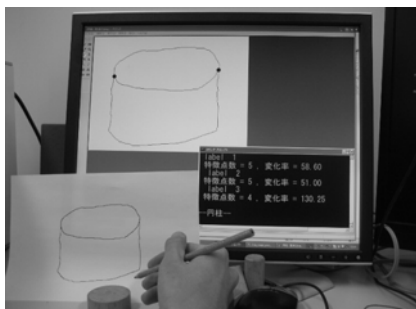 label 1
特徴点数 = 5 , 変化率 = 58.60
label 2
特徴点数 = 5 , 変化率 = 51.00
label 3
特徴点数 = 4 , 変化率 = 130.25
―円柱―